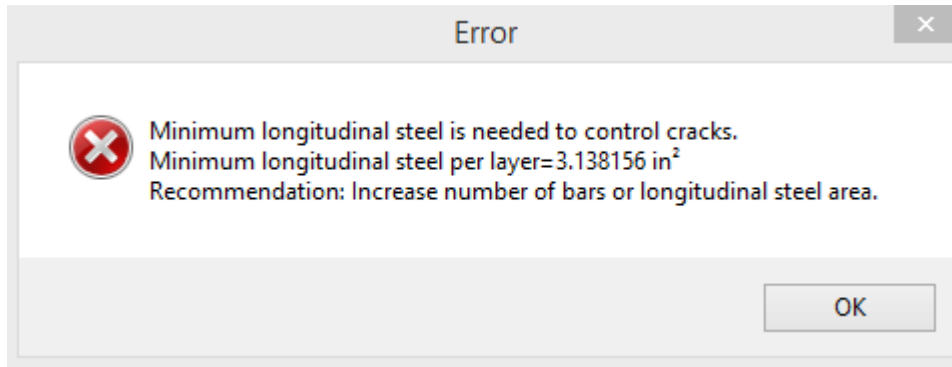 Error
Minimum longitudinal steel is needed to control cracks.
Minimum longitudinal steel per layer=3.138156 in²
Recommendation: Increase number of bars or longitudinal steel area.
OK